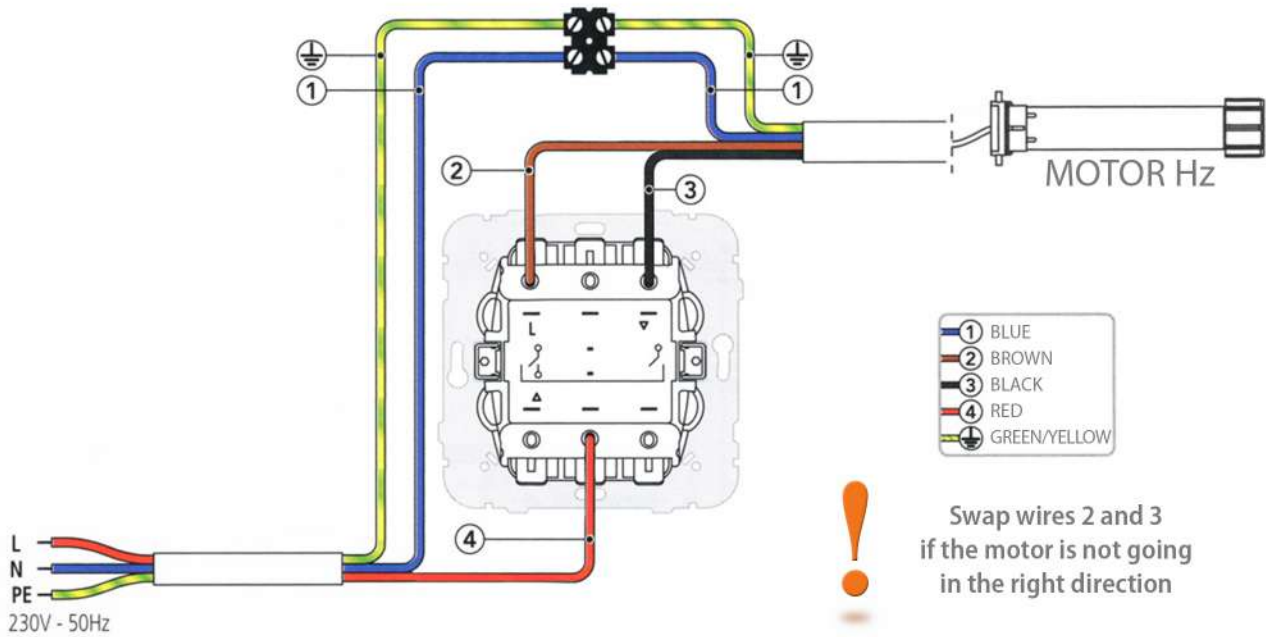 1
1
2
3
MOTOR Hz
L
1 BLUE
2 BROWN
3 BLACK
4 RED
GREEN/YELLOW
4
Swap wires 2 and 3
if the motor is not going
in the right direction
L
N
PE
230V - 50Hz